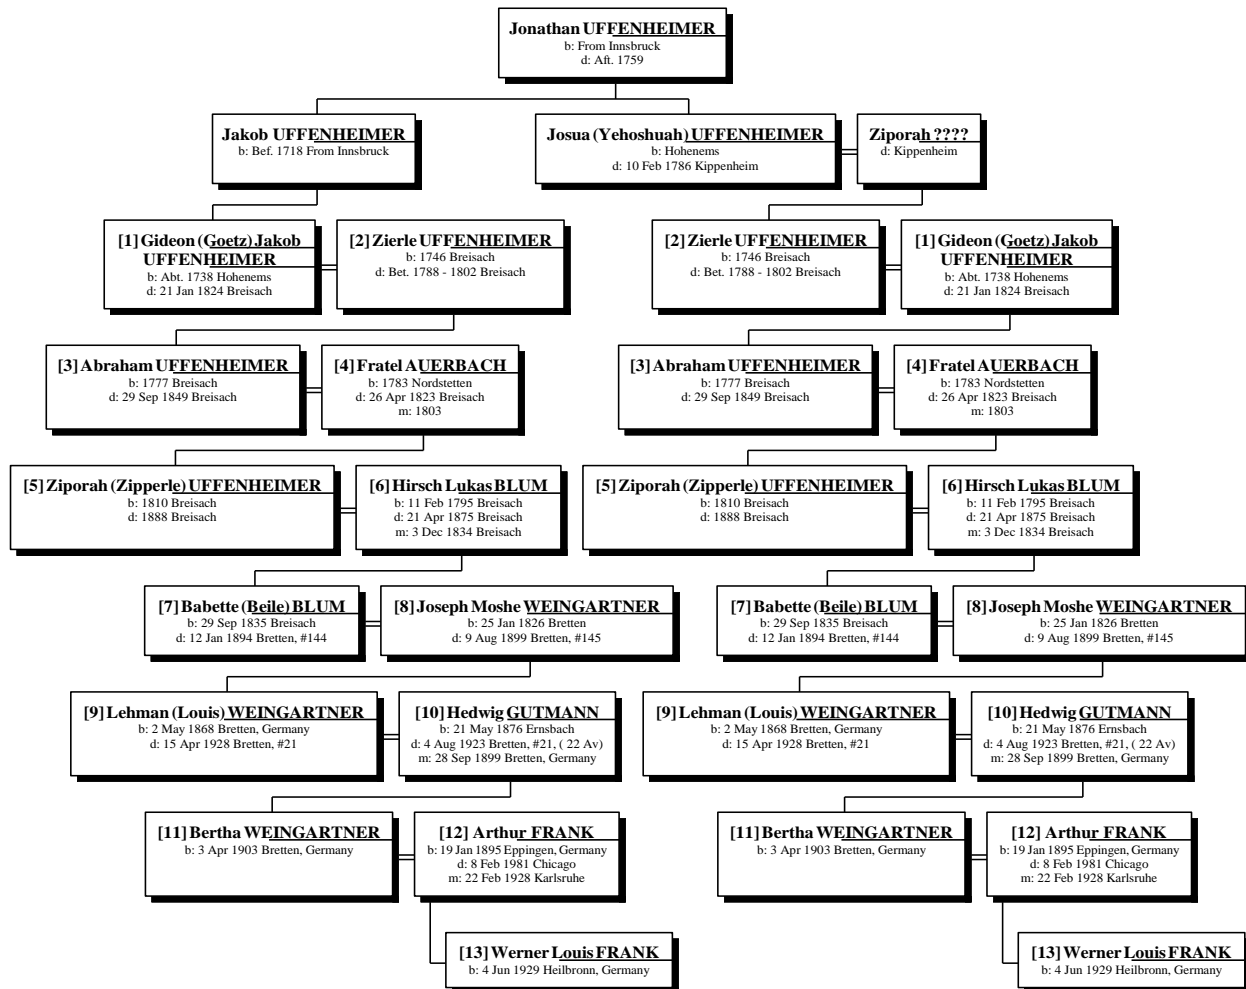 Jonathan UFFENHEIMER
b: From Innsbruck
d: Aft. 1759
Jakob UFFENHEIMER
b: Bef. 1718 From Innsbruck
Josua (Yehoshuah) UFFENHEIMER
b: Hohenems
d: 10 Feb 1786 Kippenheim
Ziporah ????
d: Kippenheim
[1] Gideon (Goetz) Jakob
UFFENHEIMER
b: Abt. 1738 Hohenems
d: 21 Jan 1824 Breisach
[2] Zierle UFFENHEIMER
b: 1746 Breisach
d: Bet. 1788 - 1802 Breisach
[2] Zierle UFFENHEIMER
b: 1746 Breisach
d: Bet. 1788 - 1802 Breisach
[1] Gideon (Goetz) Jakob
UFFENHEIMER
b: Abt. 1738 Hohenems
d: 21 Jan 1824 Breisach
[3] Abraham UFFENHEIMER
b: 1777 Breisach
d: 29 Sep 1849 Breisach
[4] Fratel AUERBACH
b: 1783 Nordstetten
d: 26 Apr 1823 Breisach
m: 1803
[3] Abraham UFFENHEIMER
b: 1777 Breisach
d: 29 Sep 1849 Breisach
[4] Fratel AUERBACH
b: 1783 Nordstetten
d: 26 Apr 1823 Breisach
m: 1803
[5] Ziporah (Zipperle) UFFENHEIMER
b: 1810 Breisach
d: 1888 Breisach
[6] Hirsch Lukas BLUM
b: 11 Feb 1795 Breisach
d: 21 Apr 1875 Breisach
m: 3 Dec 1834 Breisach
[5] Ziporah (Zipperle) UFFENHEIMER
b: 1810 Breisach
d: 1888 Breisach
[6] Hirsch Lukas BLUM
b: 11 Feb 1795 Breisach
d: 21 Apr 1875 Breisach
m: 3 Dec 1834 Breisach
[7] Babette (Beile) BLUM
b: 29 Sep 1835 Breisach
d: 12 Jan 1894 Bretten, #144
[8] Joseph Moshe WEINGARTNER
b: 25 Jan 1826 Bretten
d: 9 Aug 1899 Bretten, #145
[7] Babette (Beile) BLUM
b: 29 Sep 1835 Breisach
d: 12 Jan 1894 Bretten, #144
[8] Joseph Moshe WEINGARTNER
b: 25 Jan 1826 Bretten
d: 9 Aug 1899 Bretten, #145
[9] Lehman (Louis) WEINGARTNER
b: 2 May 1868 Bretten, Germany
d: 15 Apr 1928 Bretten, #21
[10] Hedwig GUTMANN
b: 21 May 1876 Ernsbach
d: 4 Aug 1923 Bretten, #21, ( 22 Av)
m: 28 Sep 1899 Bretten, Germany
[9] Lehman (Louis) WEINGARTNER
b: 2 May 1868 Bretten, Germany
d: 15 Apr 1928 Bretten, #21
[10] Hedwig GUTMANN
b: 21 May 1876 Ernsbach
d: 4 Aug 1923 Bretten, #21, ( 22 Av)
m: 28 Sep 1899 Bretten, Germany
[11] Bertha WEINGARTNER
b: 3 Apr 1903 Bretten, Germany
[12] Arthur FRANK
b: 19 Jan 1895 Eppingen, Germany
d: 8 Feb 1981 Chicago
m: 22 Feb 1928 Karlsruhe
[11] Bertha WEINGARTNER
b: 3 Apr 1903 Bretten, Germany
[12] Arthur FRANK
b: 19 Jan 1895 Eppingen, Germany
d: 8 Feb 1981 Chicago
m: 22 Feb 1928 Karlsruhe
[13] Werner Louis FRANK
b: 4 Jun 1929 Heilbronn, Germany
[13] Werner Louis FRANK
b: 4 Jun 1929 Heilbronn, Germany